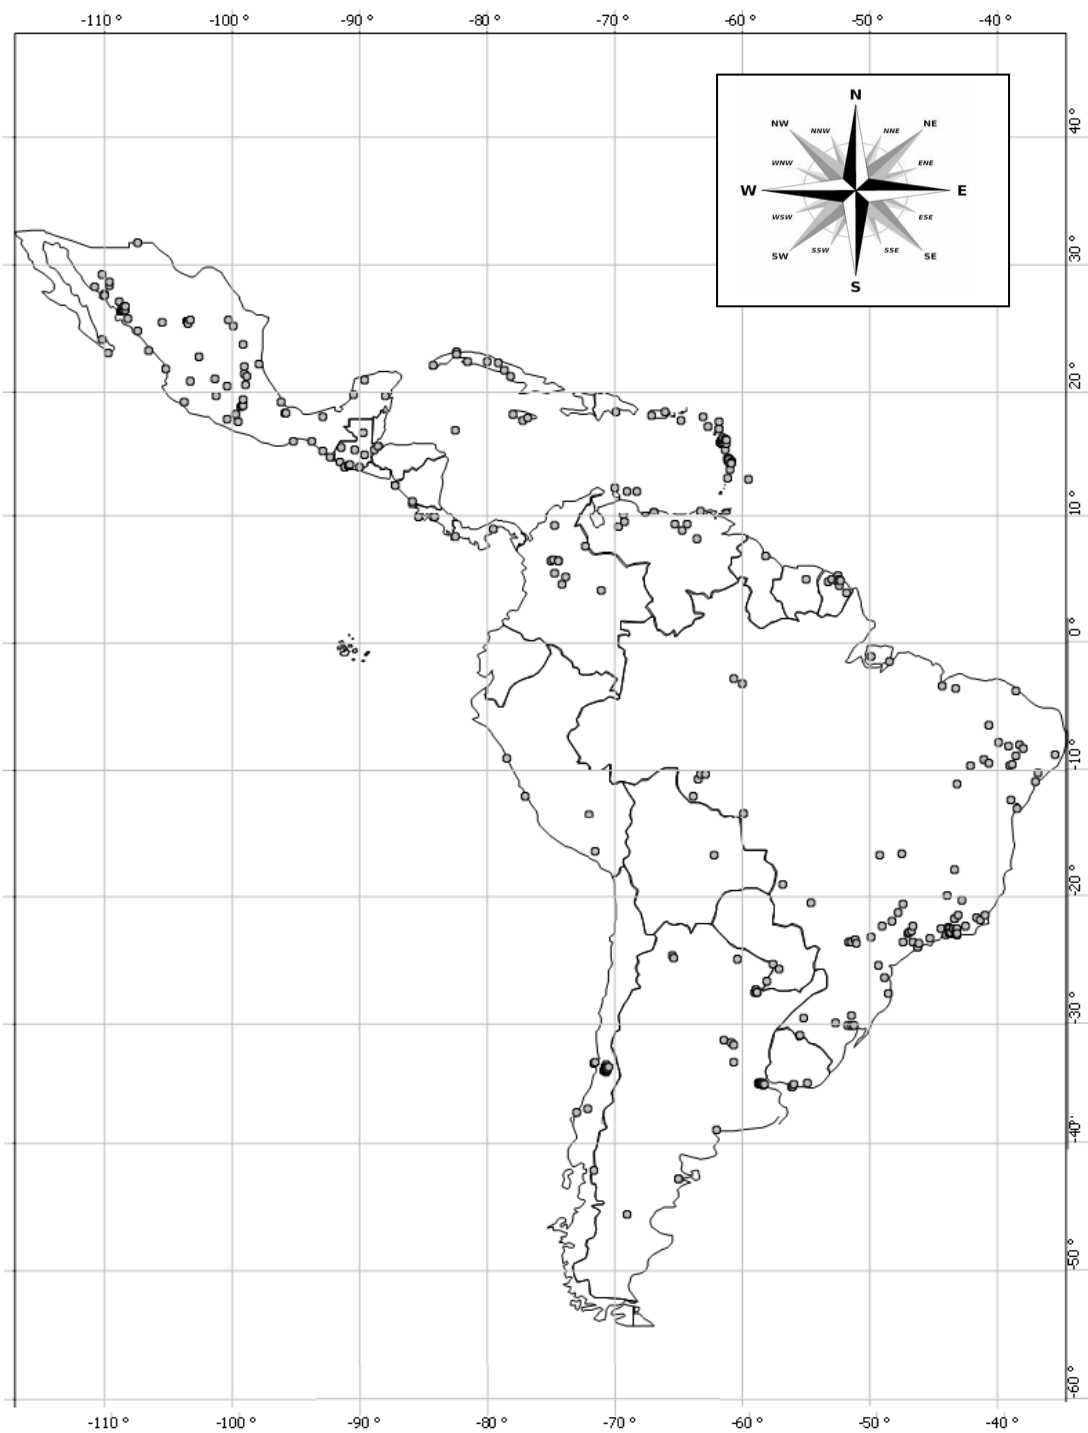 -110 ° -100 ° -90 ° -80 ° -70 ° -60 ° -50 ° -40 °
N
NNW NNE
NW NE
WNW ENE
W E
WSW ESE
SW SE
SSW SSE
S
40 °
30 °
20 °
10 °
0 °
-10 °
-20 °
-30 °
-40 °
-50 °
-60 °
-110 ° -100 ° -90 ° -80 ° -70 ° -60 ° -50 ° -40 °